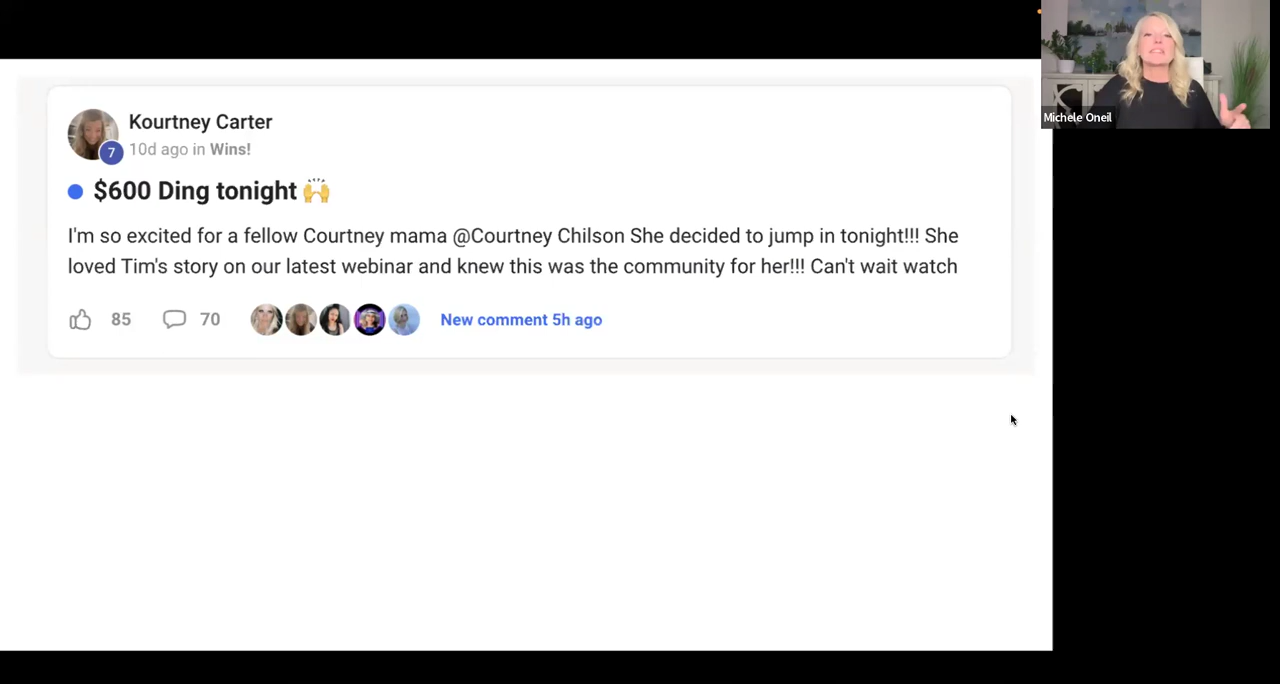 Kourtney Carter
7
10d ago in Wins!
$600 Ding tonight 🙌
I'm so excited for a fellow Courtney mama @Courtney Chilson She decided to jump in tonight!!! She
loved Tim's story on our latest webinar and knew this was the community for her!!! Can't wait watch
85
70
New comment 5h ago
Michele Oneil